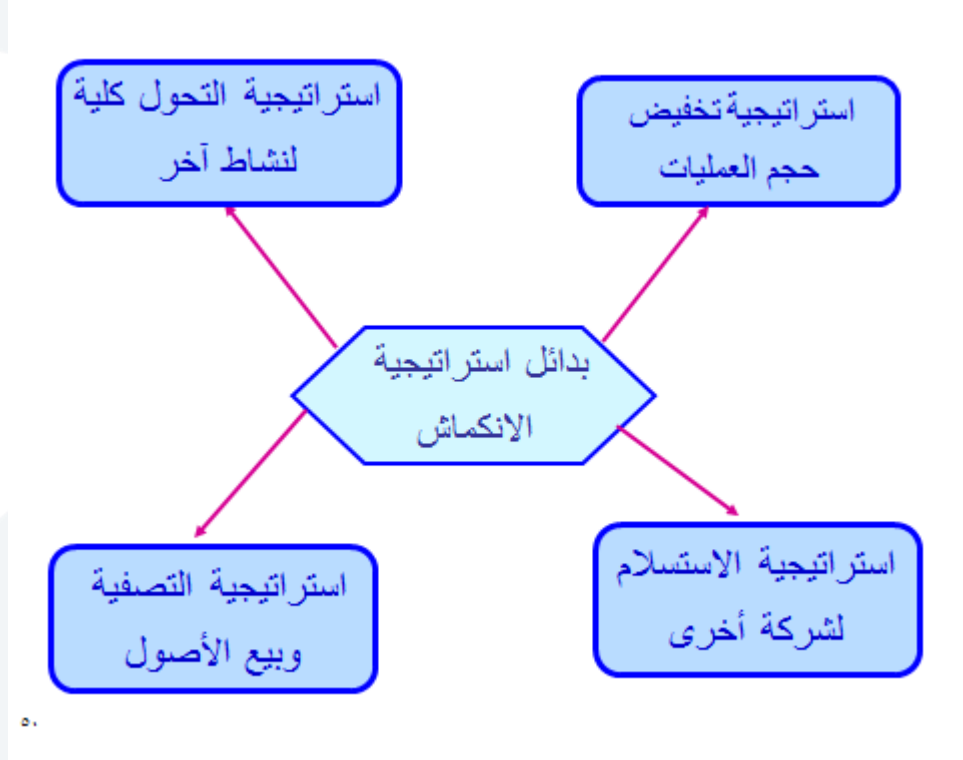 استراتيجية تخفيض
حجم العمليات
استراتيجية التحول كلية
لنشاط آخر
بدائل استراتيجية
الانكماش
استراتيجية الاستسلام
لشركة أخرى
استراتيجية التصفية
وبيع الأصول
٥٠